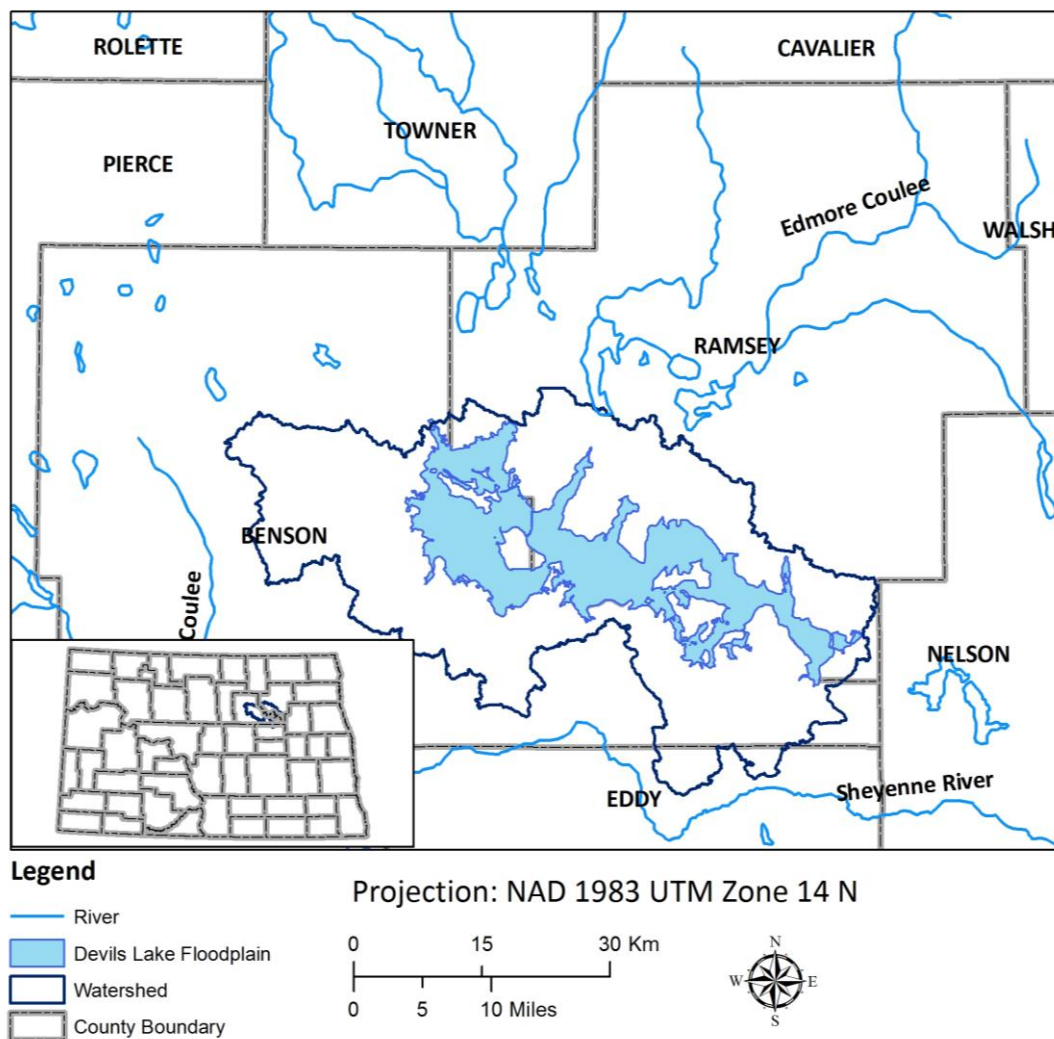 ROLETTE
CAVALIER
TOWNER
PIERCE
Edmore Coulee
WALSH
RAMSEY
BENSON
Coulee
NELSON
EDDY
Sheyenne River
Legend
River
Devils Lake Floodplain
Watershed
County Boundary
Projection: NAD 1983 UTM Zone 14 N
0 15 30 Km
0 5 10 Miles
N
W E
S